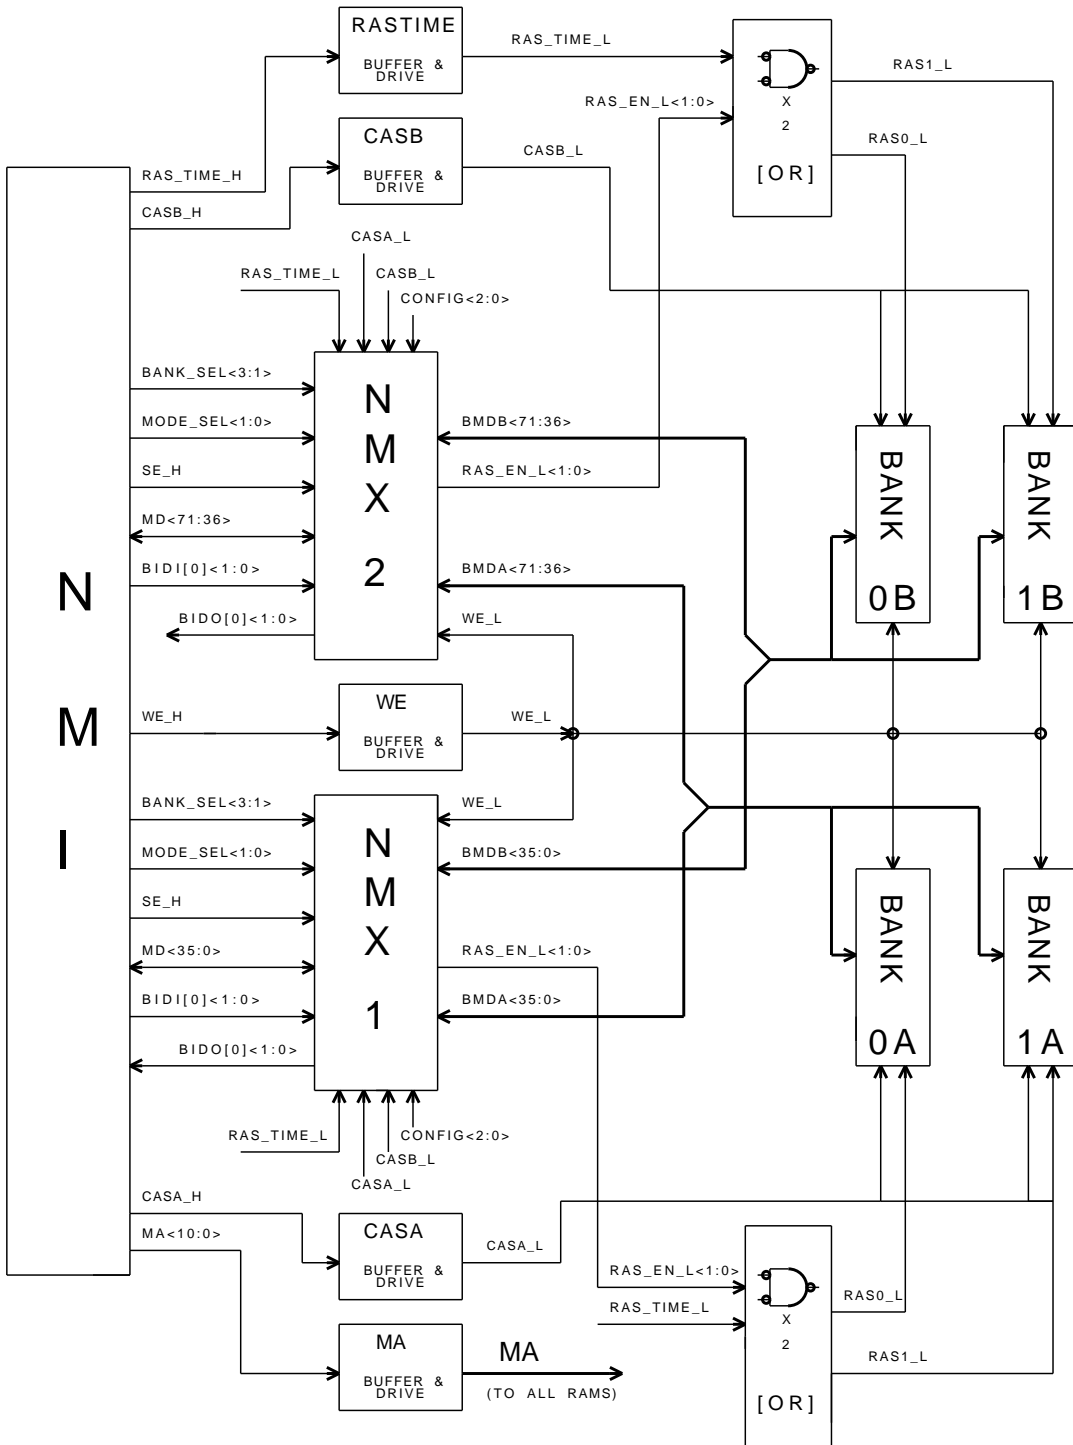 RASTIME
BUFFER &
DRIVE
RAS_TIME_L
RAS_EN_L<1:0>
X
2
[OR]
RAS1_L
RAS0_L
CASB
BUFFER &
DRIVE
CASB_L
RAS_TIME_H
CASB_H
CASA_L
RAS_TIME_L
CASB_L
CONFIG<2:0>
NMI
BANK_SEL<3:1>
MODE_SEL<1:0>
SE_H
MD<71:36>
BIDI[0]<1:0>
BIDO[0]<1:0>
NMX
2
BMDB<71:36>
RAS_EN_L<1:0>
BMDA<71:36>
WE_L
BANK
0B
BANK
1B
WE_H
WE
BUFFER &
DRIVE
WE_L
BANK_SEL<3:1>
MODE_SEL<1:0>
SE_H
MD<35:0>
BIDI[0]<1:0>
BIDO[0]<1:0>
NMX
1
WE_L
BMDB<35:0>
RAS_EN_L<1:0>
BMDA<35:0>
BANK
0A
BANK
1A
RAS_TIME_L
CONFIG<2:0>
CASB_L
CASA_L
CASA_H
MA<10:0>
CASA
BUFFER &
DRIVE
CASA_L
RAS_EN_L<1:0>
RAS_TIME_L
X
2
[OR]
RAS0_L
RAS1_L
MA
BUFFER &
DRIVE
MA
(TO ALL RAMS)